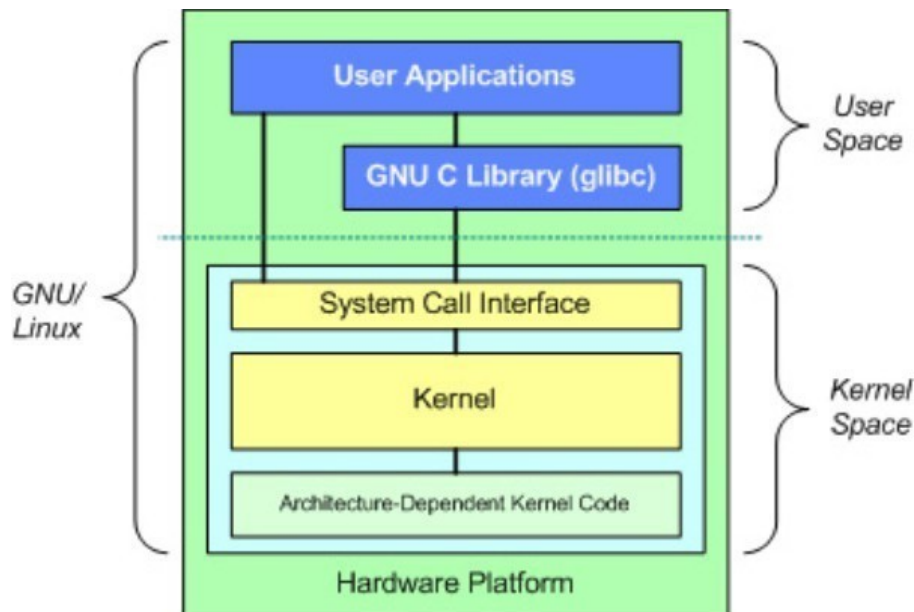 User Applications
User
Space
GNU C Library (glibc)
GNU/
Linux
System Call Interface
Kernel
Kernel
Space
Architecture-Dependent Kernel Code
Hardware Platform